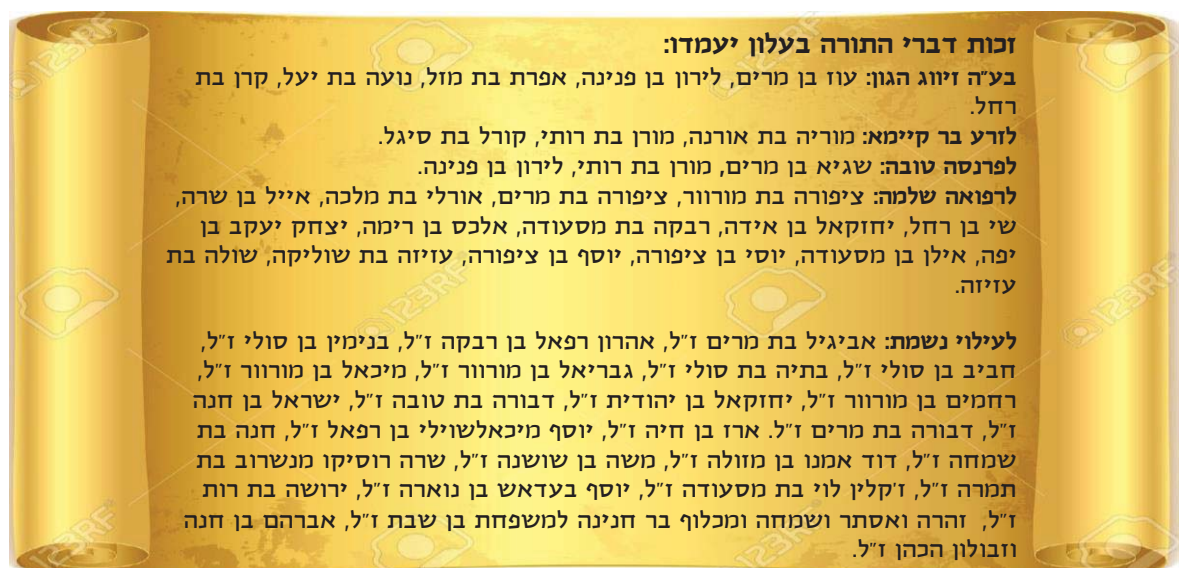 זכות דברי התורה בעלון יעמדו:
בע"ה זיווג הגון: עוז בן מרים, לירון בן פנינה, אפרת בת מזל, נועה בת יעל, קרן בת
רחל.
לזרע בר קיימא: מוריה בת אורנה, מורן בת רותי, קורל בת סיגל.
לפרנסה טובה: שגיא בן מרים, מורן בת רותי, לירון בן פנינה.
לרפואה שלמה: ציפורה בת מורוור, ציפורה בת מרים, אורלי בת מלכה, אייל בן שרה,
שי בן רחל, יחזקאל בן אידה, רבקה בת מסעודה, אלכס בן רימה, יצחק יעקב בן
יפה, אילן בן מסעודה, יוסי בן ציפורה, יוסף בן ציפורה, עזיזה בת שוליקה, שולה בת
עזיזה.
לעילוי נשמת: אביגיל בת מרים ז"ל, אהרון רפאל בן רבקה ז"ל, בנימין בן סולי ז"ל,
חביב בן סולי ז"ל, בתיה בת סולי ז"ל, גבריאל בן מורוור ז"ל, מיכאל בן מורוור ז"ל,
רחמים בן מורוור ז"ל, יחזקאל בן יהודית ז"ל, דבורה בת טובה ז"ל, ישראל בן חנה
ז"ל, דבורה בת מרים ז"ל. ארז בן חיה ז"ל, יוסף מיכאלשוילי בן רפאל ז"ל, חנה בת
שמחה ז"ל, דוד אמנו בן מזולה ז"ל, משה בן שושנה ז"ל, שרה רוסיקו מנשרוב בת
תמרה ז"ל, ז'קלין לוי בת מסעודה ז"ל, יוסף בעדאש בן נוארה ז"ל, ירושה בת רות
ז"ל, זהרה ואסתר ושמחה ומכלוף בר חנינה למשפחת בן שבת ז"ל, אברהם בן חנה
וזבולון הכהן ז"ל.
123RF
123RF
123RF
123RF
123RF
123RF
123RF
123RF